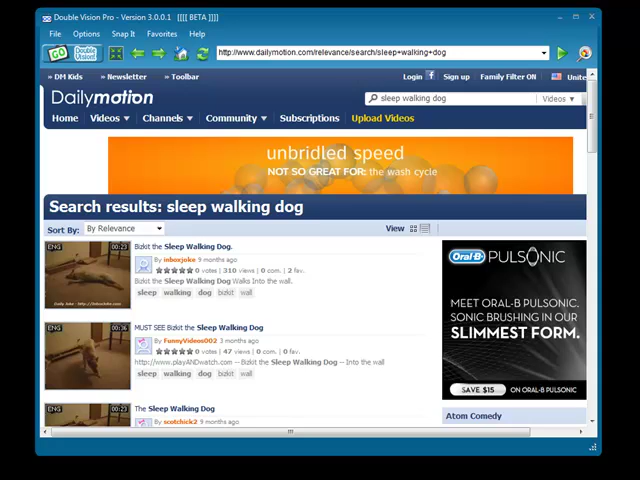 Double Vision Pro - Version 3.0.0.1 [[[[ BETA ]]]]
File Options Snap It Favorites Help
GO Double Vision! http://www.dailymotion.com/relevance/search/sleep+walking+dog
» DM Kids » Newsletter » Toolbar Login f Sign up Family Filter ON Unite
Dailymotion sleep walking dog Videos
Home Videos Channels Community Subscriptions Upload Videos
unbridled speed
NOT SO GREAT FOR: the wash cycle
Search results: sleep walking dog
Sort By: By Relevance View
ENG 00:23
Bizkit the Sleep Walking Dog.
By inboxjoke 9 months ago
0 votes | 310 views | 0 com. | 2 fav.
Bizkit the Sleep Walking Dog Walks Into the wall.
sleep walking dog bizkit wall
ENG 00:36
MUST SEE Bizkit the Sleep Walking Dog
By FunnyVideos002 3 months ago
0 votes | 47 views | 0 com. | 0 fav.
http://www.playANDwatch.com -- Bizkit the Sleep Walking Dog -- Into the wall
sleep walking dog bizkit wall
ENG 00:23
The Sleep Walking Dog
By scotchick2 9 months ago
Oral-B PULSONIC
MEET ORAL-B PULSONIC.
SONIC BRUSHING IN OUR
SLIMMEST FORM.
SAVE $15 ON ORAL-B PULSONIC
Atom Comedy